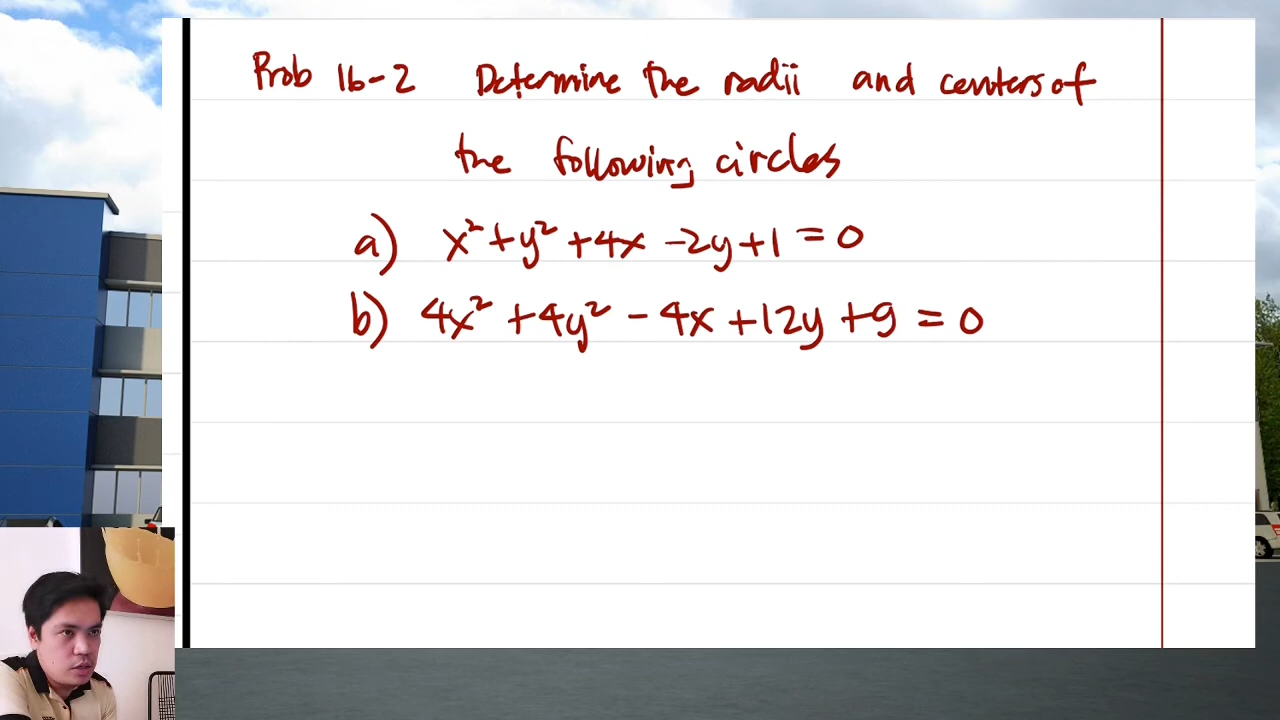 Prob 16-2 Determine the radii and centers of
the following circles
a) x² + y² + 4x - 2y + 1 = 0
b) 4x² + 4y² - 4x + 12y + 9 = 0